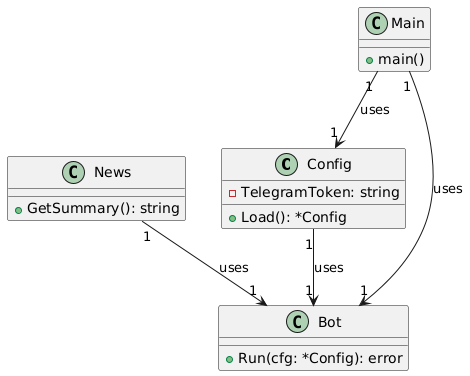 C Main
+ main()
1 1
uses
1
C News
GetSummary(): string
C Config
TelegramToken: string
Load(): *Config
uses
1 1
uses uses
1 1 1
C Bot
Run(cfg: *Config): error